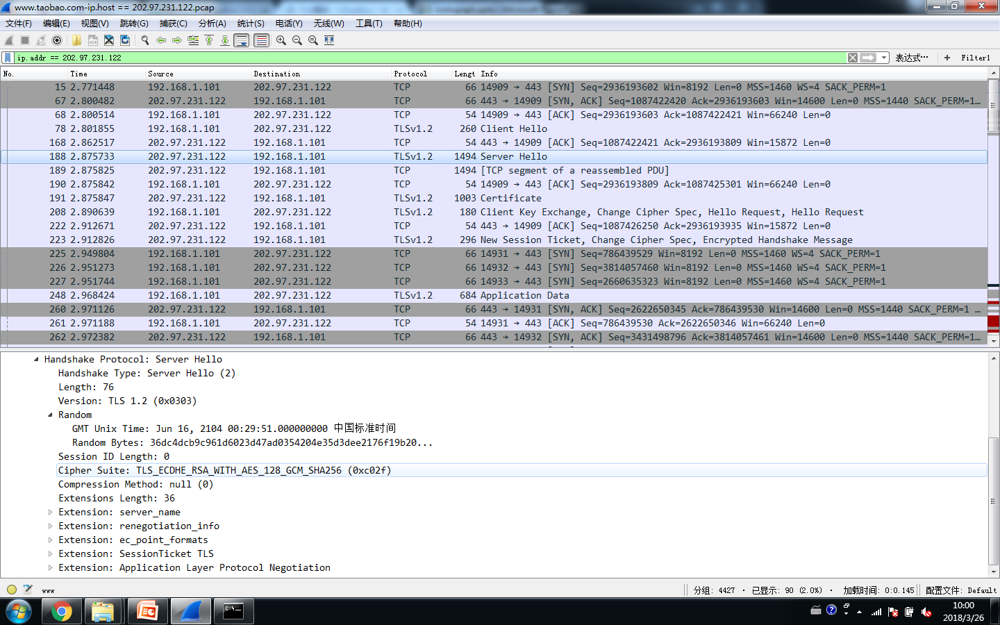 www.taobao.com-ip.host == 202.97.231.122.pcap
文件(F) 编辑(E) 视图(V) 跳转(G) 捕获(C) 分析(A) 统计(S) 电话(Y) 无线(W) 工具(T) 帮助(H)
ip.addr == 202.97.231.122 表达式… + Filter1
No. Time Source Destination Protocol Lengt Info
15 2.771448 192.168.1.101 202.97.231.122 TCP 66 14909 → 443 [SYN] Seq=2936193602 Win=8192 Len=0 MSS=1460 WS=4 SACK_PERM=1
67 2.800482 202.97.231.122 192.168.1.101 TCP 66 443 → 14909 [SYN, ACK] Seq=1087422420 Ack=2936193603 Win=14600 Len=0 MSS=1440 SACK_PERM=1…
68 2.800514 192.168.1.101 202.97.231.122 TCP 54 14909 → 443 [ACK] Seq=2936193603 Ack=1087422421 Win=66240 Len=0
78 2.801855 192.168.1.101 202.97.231.122 TLSv1.2 260 Client Hello
168 2.862517 202.97.231.122 192.168.1.101 TCP 54 443 → 14909 [ACK] Seq=1087422421 Ack=2936193809 Win=15872 Len=0
188 2.875733 202.97.231.122 192.168.1.101 TLSv1.2 1494 Server Hello
189 2.875825 202.97.231.122 192.168.1.101 TCP 1494 [TCP segment of a reassembled PDU]
190 2.875842 192.168.1.101 202.97.231.122 TCP 54 14909 → 443 [ACK] Seq=2936193809 Ack=1087425301 Win=66240 Len=0
191 2.875847 202.97.231.122 192.168.1.101 TLSv1.2 1003 Certificate
208 2.890639 192.168.1.101 202.97.231.122 TLSv1.2 180 Client Key Exchange, Change Cipher Spec, Hello Request, Hello Request
222 2.912671 202.97.231.122 192.168.1.101 TCP 54 443 → 14909 [ACK] Seq=1087426250 Ack=2936193935 Win=15872 Len=0
223 2.912826 202.97.231.122 192.168.1.101 TLSv1.2 296 New Session Ticket, Change Cipher Spec, Encrypted Handshake Message
225 2.949804 192.168.1.101 202.97.231.122 TCP 66 14931 → 443 [SYN] Seq=786439529 Win=8192 Len=0 MSS=1460 WS=4 SACK_PERM=1
226 2.951273 192.168.1.101 202.97.231.122 TCP 66 14932 → 443 [SYN] Seq=3814057460 Win=8192 Len=0 MSS=1460 WS=4 SACK_PERM=1
227 2.951744 192.168.1.101 202.97.231.122 TCP 66 14933 → 443 [SYN] Seq=2660635323 Win=8192 Len=0 MSS=1460 WS=4 SACK_PERM=1
248 2.968424 192.168.1.101 202.97.231.122 TLSv1.2 684 Application Data
260 2.971126 202.97.231.122 192.168.1.101 TCP 66 443 → 14931 [SYN, ACK] Seq=2622650345 Ack=786439530 Win=14600 Len=0 MSS=1440 SACK_PERM=1 …
261 2.971188 192.168.1.101 202.97.231.122 TCP 54 14931 → 443 [ACK] Seq=786439530 Ack=2622650346 Win=66240 Len=0
262 2.972382 202.97.231.122 192.168.1.101 TCP 66 443 → 14932 [SYN, ACK] Seq=3431498796 Ack=3814057461 Win=14600 Len=0 MSS=1440 SACK_PERM=1…
Handshake Protocol: Server Hello
Handshake Type: Server Hello (2)
Length: 76
Version: TLS 1.2 (0x0303)
Random
GMT Unix Time: Jun 16, 2104 00:29:51.000000000 中国标准时间
Random Bytes: 36dc4dcb9c961d6023d47ad0354204e35d3dee2176f19b20...
Session ID Length: 0
Cipher Suite: TLS_ECDHE_RSA_WITH_AES_128_GCM_SHA256 (0xc02f)
Compression Method: null (0)
Extensions Length: 36
Extension: server_name
Extension: renegotiation_info
Extension: ec_point_formats
Extension: SessionTicket TLS
Extension: Application Layer Protocol Negotiation
www 分组: 4427 · 已显示: 90 (2.0%) · 加载时间: 0:0.145 配置文件: Default
10:00
2018/3/26